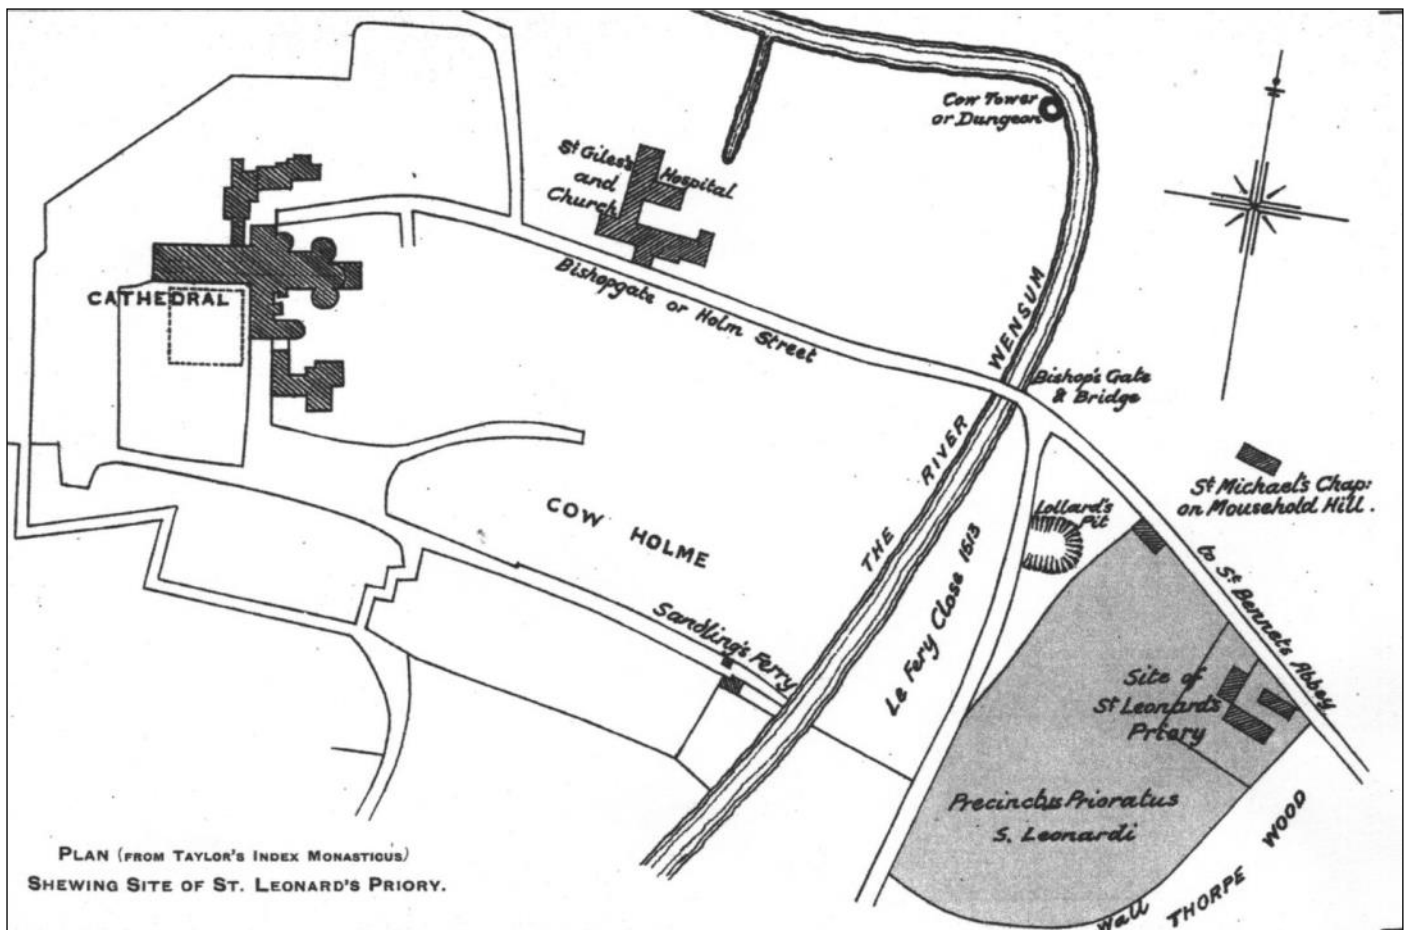 Cow Tower
or Dungeon
St Giles's
and
Church
Hospital
CATHEDRAL
Bishopgate or Holm Street
THE RIVER WENSUM
Bishop's Gate
& Bridge
St Michael's Chap:
on Mousehold Hill.
Lollard's
Pit
COW HOLME
to St. Bennet's Abbey
Le Fery Close 1513
Sandling's Ferry
Site of
St Leonard's
Priory
Precinctus Prioratus
S. Leonardi
Wall
THORPE WOOD
PLAN (FROM TAYLOR'S INDEX MONASTICUS)
SHEWING SITE OF ST. LEONARD'S PRIORY.